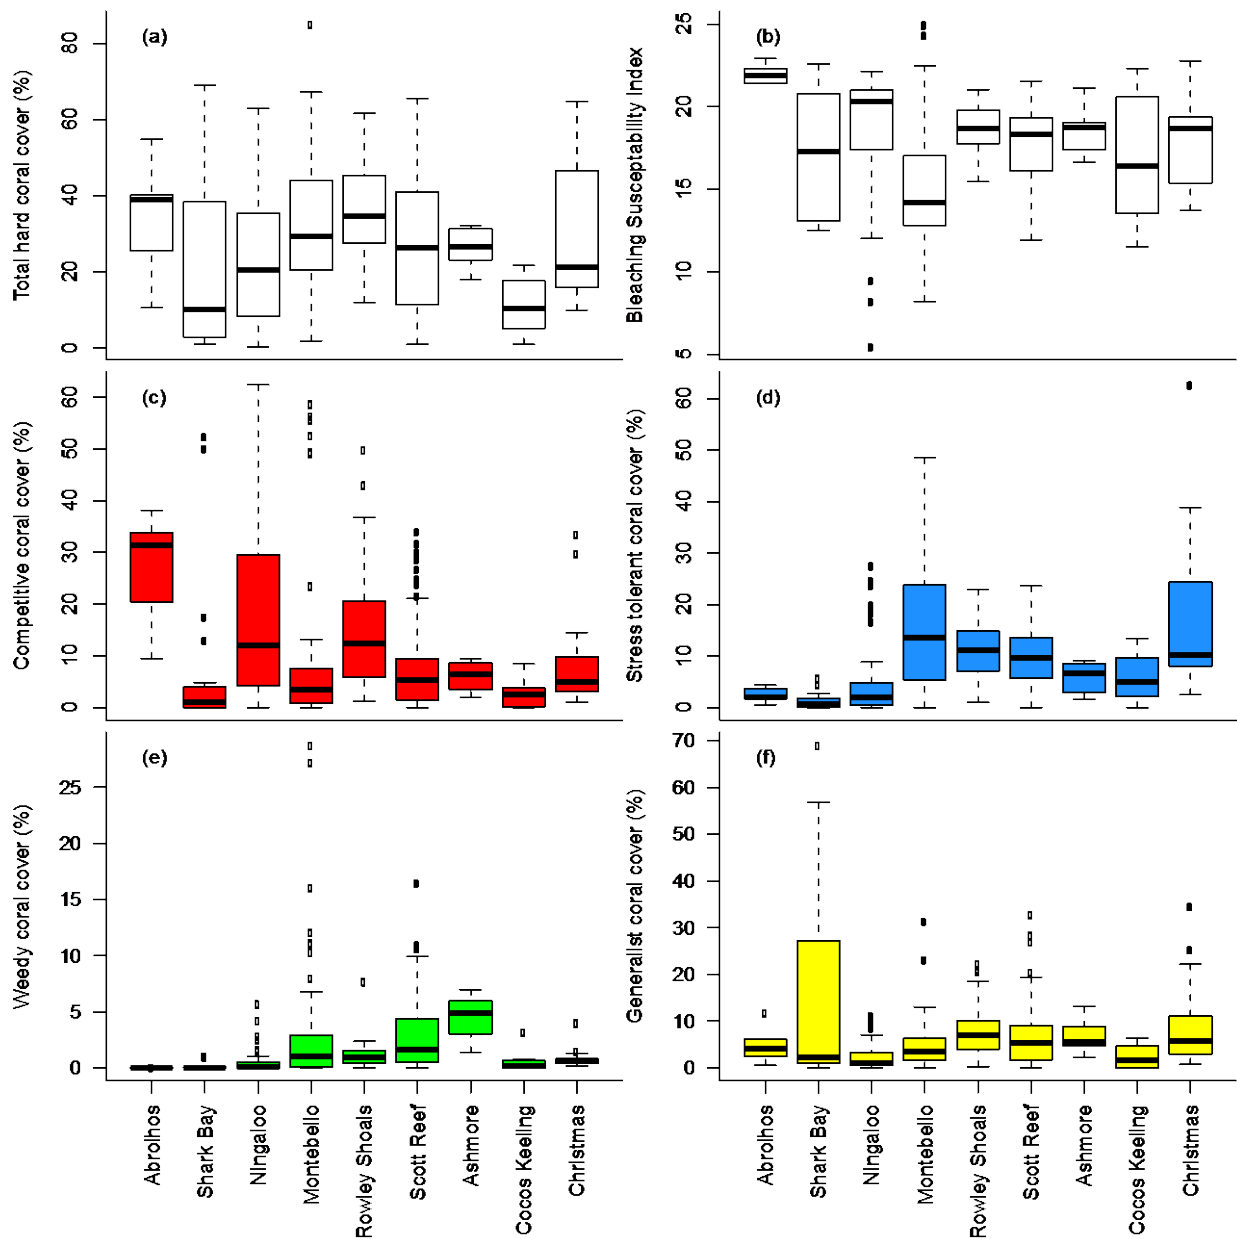 (a)
Total hard coral cover (%)
80
60
40
20
0
(b)
Bleaching Susceptability Index
25
20
15
10
5
(c)
Competitive coral cover (%)
60
50
40
30
20
10
0
(d)
Stress tolerant coral cover (%)
60
50
40
30
20
10
0
(e)
Weedy coral cover (%)
25
20
15
10
5
0
Abrolhos
Shark Bay
Ningaloo
Montebello
Rowley Shoals
Scott Reef
Ashmore
Cocos Keeling
Christmas
(f)
Generalist coral cover (%)
70
60
50
40
30
20
10
0
Abrolhos
Shark Bay
Ningaloo
Montebello
Rowley Shoals
Scott Reef
Ashmore
Cocos Keeling
Christmas